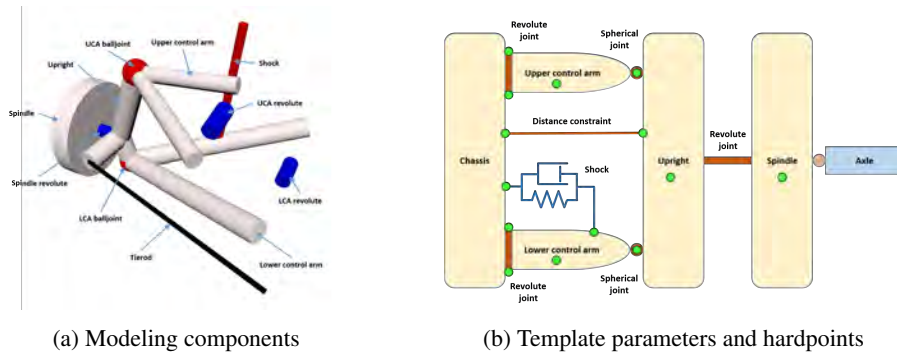 UCA balljoint
Upper control arm
Upright
Shock
UCA revolute
Spindle
Spindle revolute
LCA revolute
LCA balljoint
Tierod
Lower control arm
(a) Modeling components
Revolute
joint
Spherical
joint
Upper control arm
Distance constraint
Revolute
joint
Chassis
Shock
Upright
Spindle
Axle
Lower control arm
Revolute
joint
Spherical
joint
(b) Template parameters and hardpoints